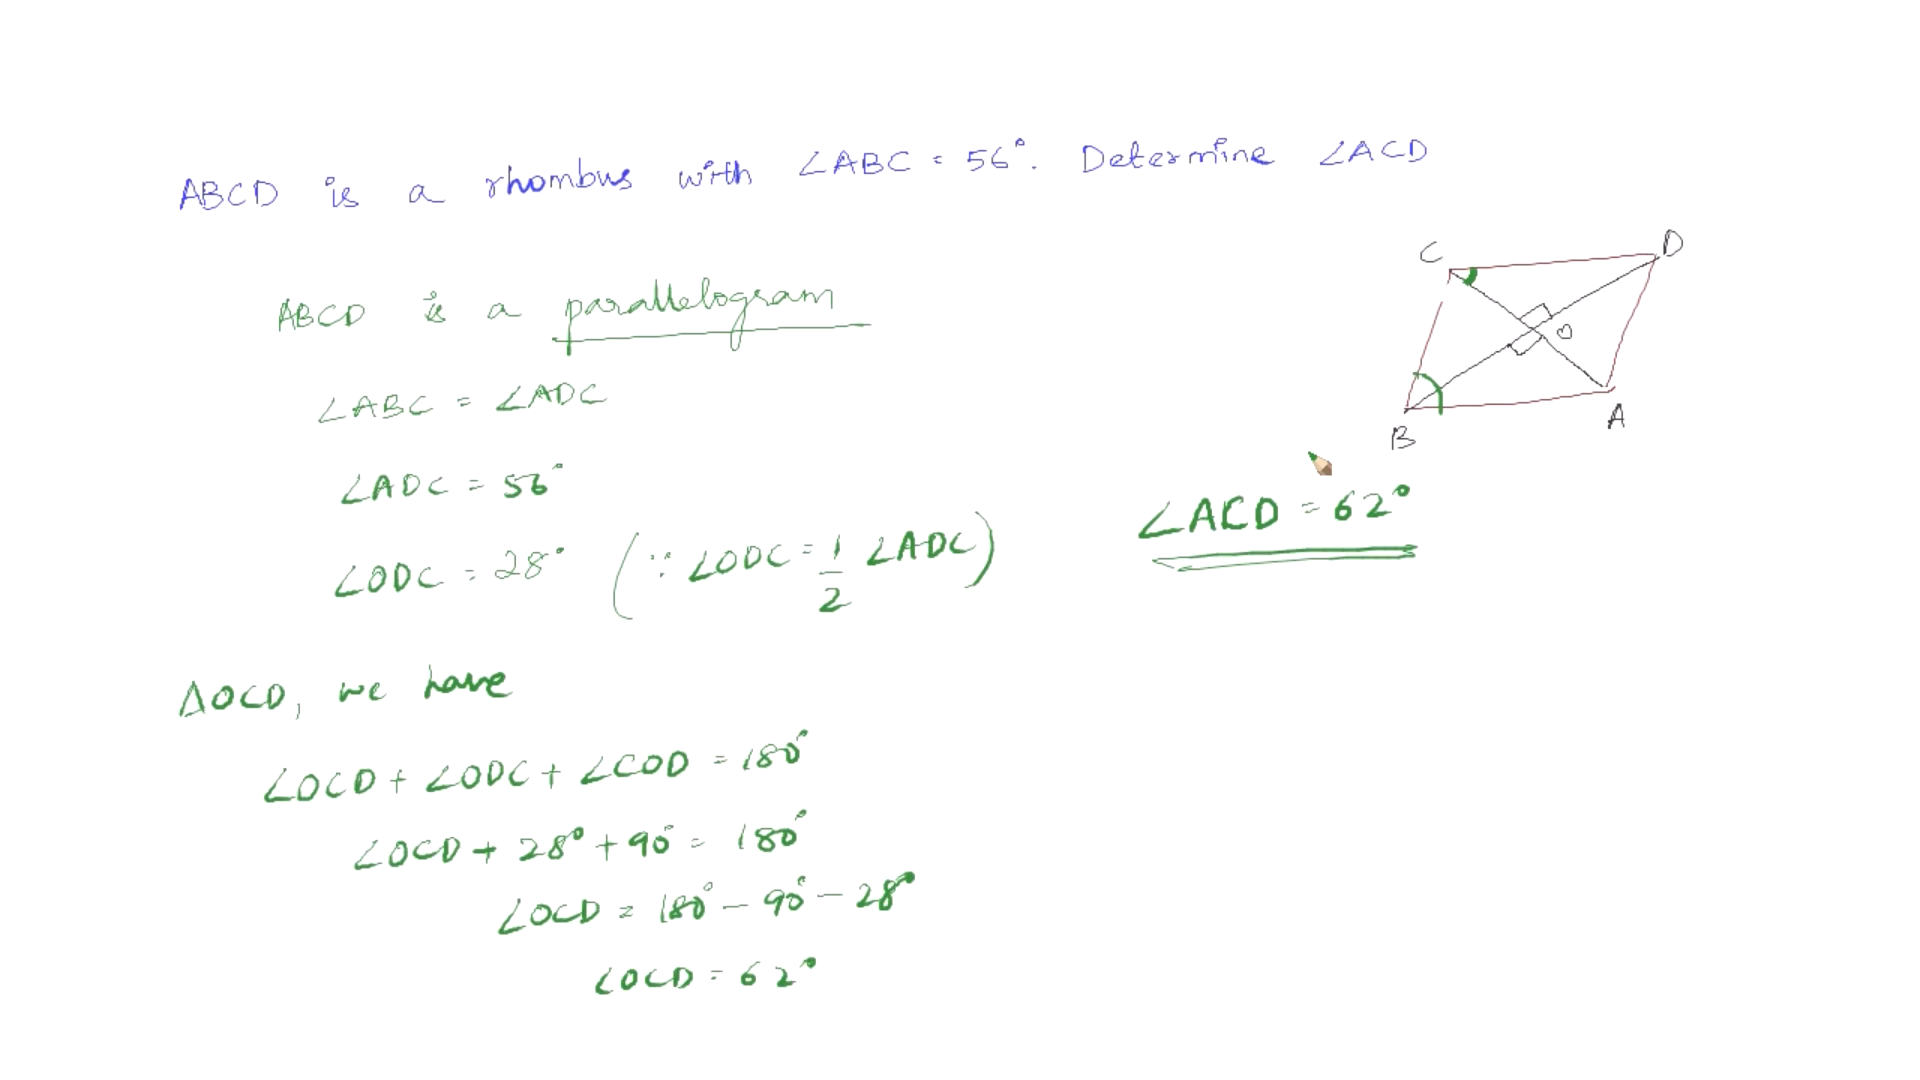 ABCD is a rhombus with ∠ABC = 56°. Determine ∠ACD
C
D
O
B
A
ABCD is a parallelogram
∠ABC = ∠ADC
∠ADC = 56°
∠ODC = 28° (∵ ∠ODC = 1/2 ∠ADC)
∠ACD = 62°
ΔOCD, we have
∠OCD + ∠ODC + ∠COD = 180°
∠OCD + 28° + 90° = 180°
∠OCD = 180° - 90° - 28°
∠OCD = 62°